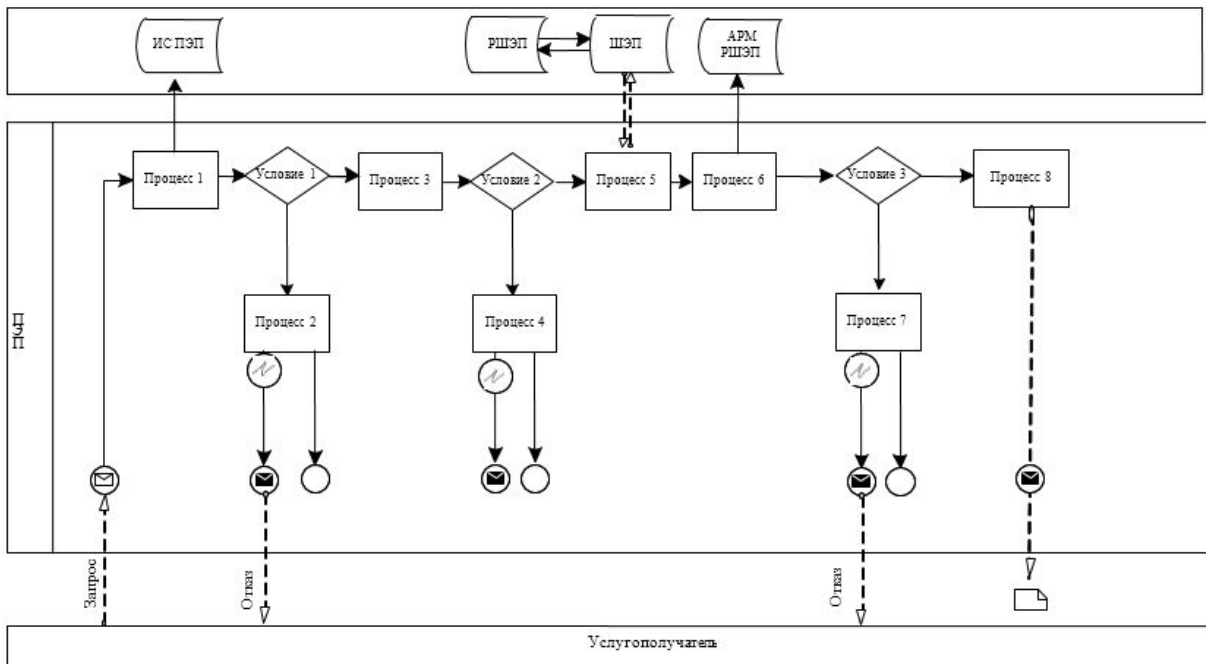 ИС ПЭП
РШЭП
ШЭП
АРМ
РШЭП
Процесс 1
Условие 1
Процесс 3
Условие 2
Процесс 5
Процесс 6
Условие 3
Процесс 8
ПЭП
Процесс 2
Процесс 4
Процесс 7
Запрос
Отказ
Отказ
Услугополучатель